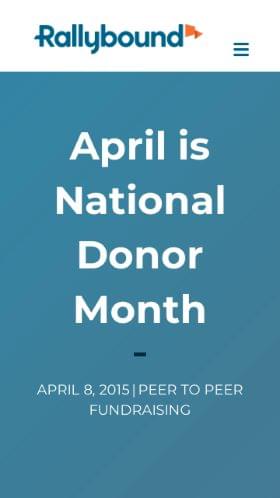 Rallybound
April is
National
Donor
Month
APRIL 8, 2015 | PEER TO PEER
FUNDRAISING